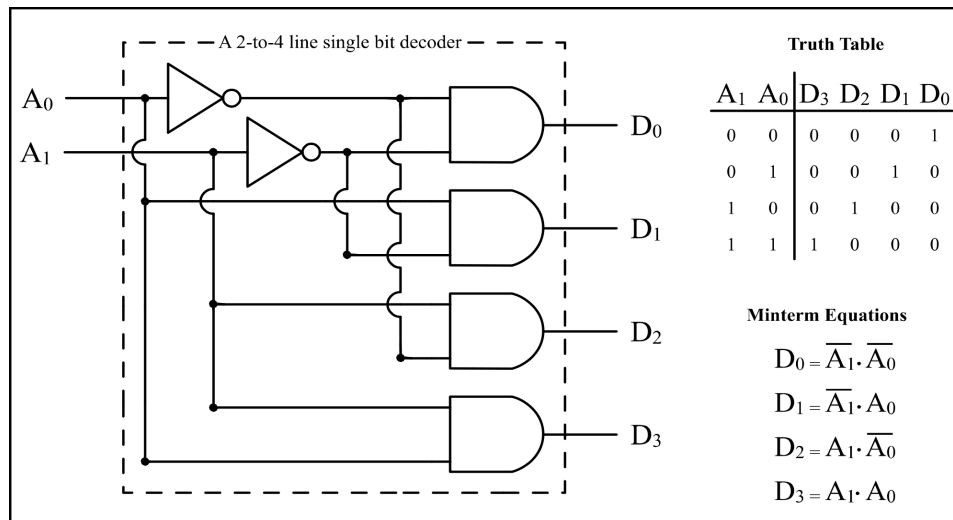 A 2-to-4 line single bit decoder
A₀
A₁
D₀
D₁
D₂
D₃
Truth Table
A₁ A₀ D₃ D₂ D₁ D₀
0 0 0 0 0 1
0 1 0 0 1 0
1 0 0 1 0 0
1 1 1 0 0 0
Minterm Equations
D₀ = A̅₁ · A̅₀
D₁ = A̅₁ · A₀
D₂ = A₁ · A̅₀
D₃ = A₁ · A₀